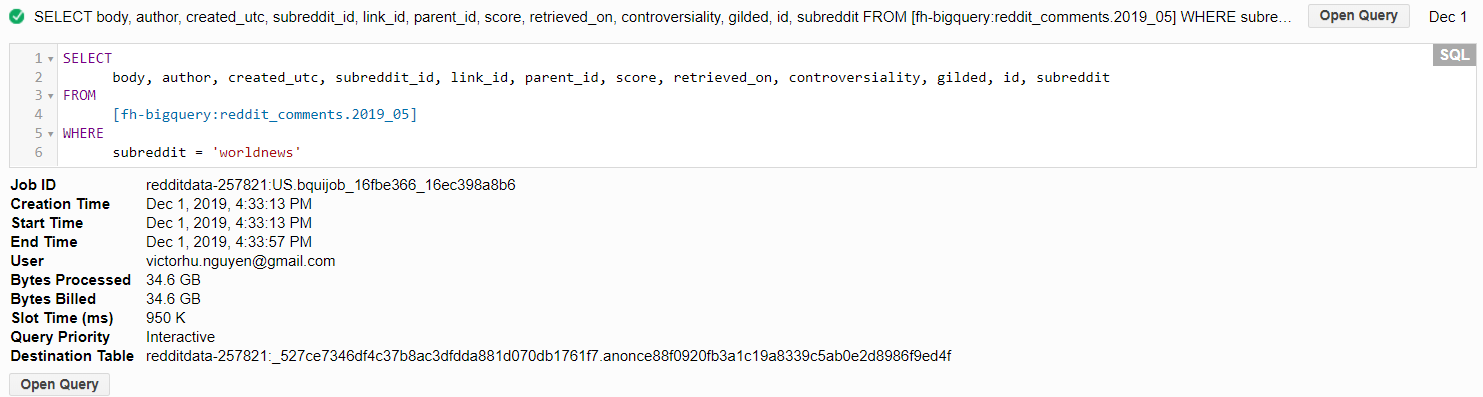 SELECT body, author, created_utc, subreddit_id, link_id, parent_id, score, retrieved_on, controversiality, gilded, id, subreddit FROM [fh-bigquery:reddit_comments.2019_05] WHERE subre... Open Query Dec 1
SQL
1 SELECT
2 body, author, created_utc, subreddit_id, link_id, parent_id, score, retrieved_on, controversiality, gilded, id, subreddit
3 FROM
4 [fh-bigquery:reddit_comments.2019_05]
5 WHERE
6 subreddit = 'worldnews'
Job ID redditdata-257821:US.bquijob_16fbe366_16ec398a8b6
Creation Time Dec 1, 2019, 4:33:13 PM
Start Time Dec 1, 2019, 4:33:13 PM
End Time Dec 1, 2019, 4:33:57 PM
User victorhu.nguyen@gmail.com
Bytes Processed 34.6 GB
Bytes Billed 34.6 GB
Slot Time (ms) 950 K
Query Priority Interactive
Destination Table redditdata-257821:_527ce7346df4c37b8ac3dfdda881d070db1761f7.anonce88f0920fb3a1c19a8339c5ab0e2d8986f9ed4f
Open Query